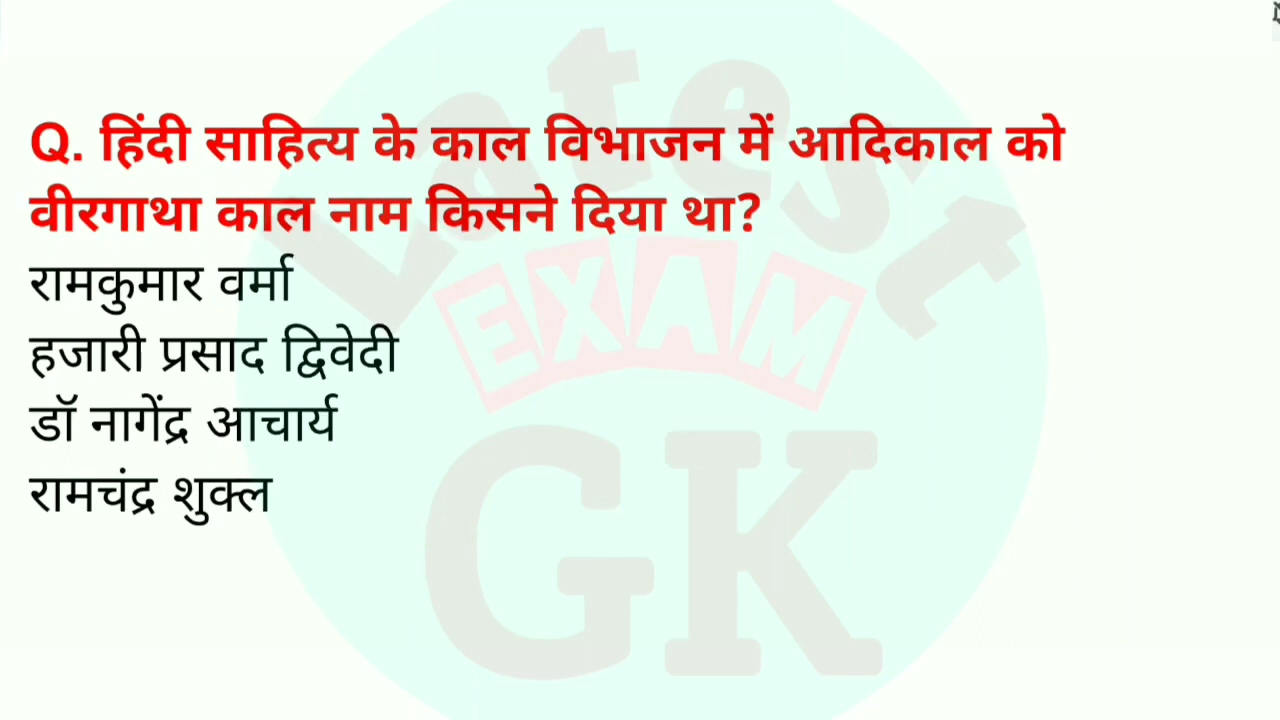 Q. हिंदी साहित्य के काल विभाजन में आदिकाल को
वीरगाथा काल नाम किसने दिया था?
रामकुमार वर्मा
हजारी प्रसाद द्विवेदी
डॉ नागेंद्र आचार्य
रामचंद्र शुक्ल
Latest
EXAM
GK